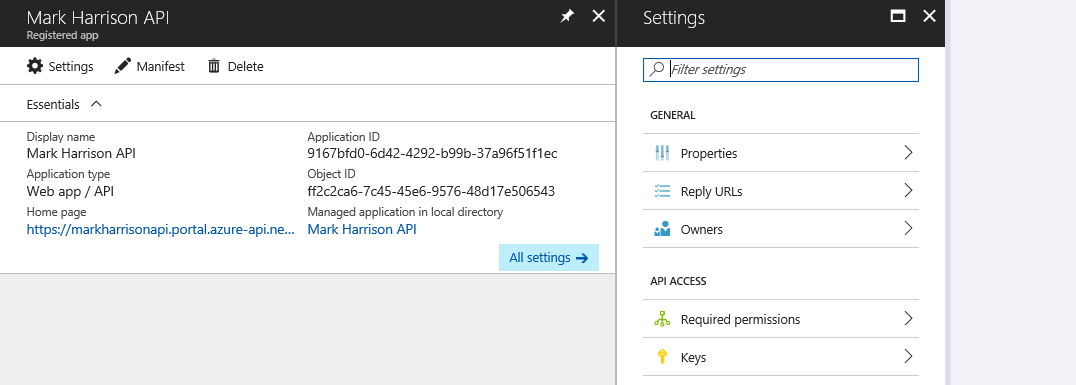 Mark Harrison API
Registered app
Settings
Manifest
Delete
Essentials
Display name
Mark Harrison API
Application type
Web app / API
Home page
https://markharrisonapi.portal.azure-api.ne...
Application ID
9167bfd0-6d42-4292-b99b-37a96f51f1ec
Object ID
ff2c2ca6-7c45-45e6-9576-48d17e506543
Managed application in local directory
Mark Harrison API
All settings
Settings
Filter settings
GENERAL
Properties
Reply URLs
Owners
API ACCESS
Required permissions
Keys